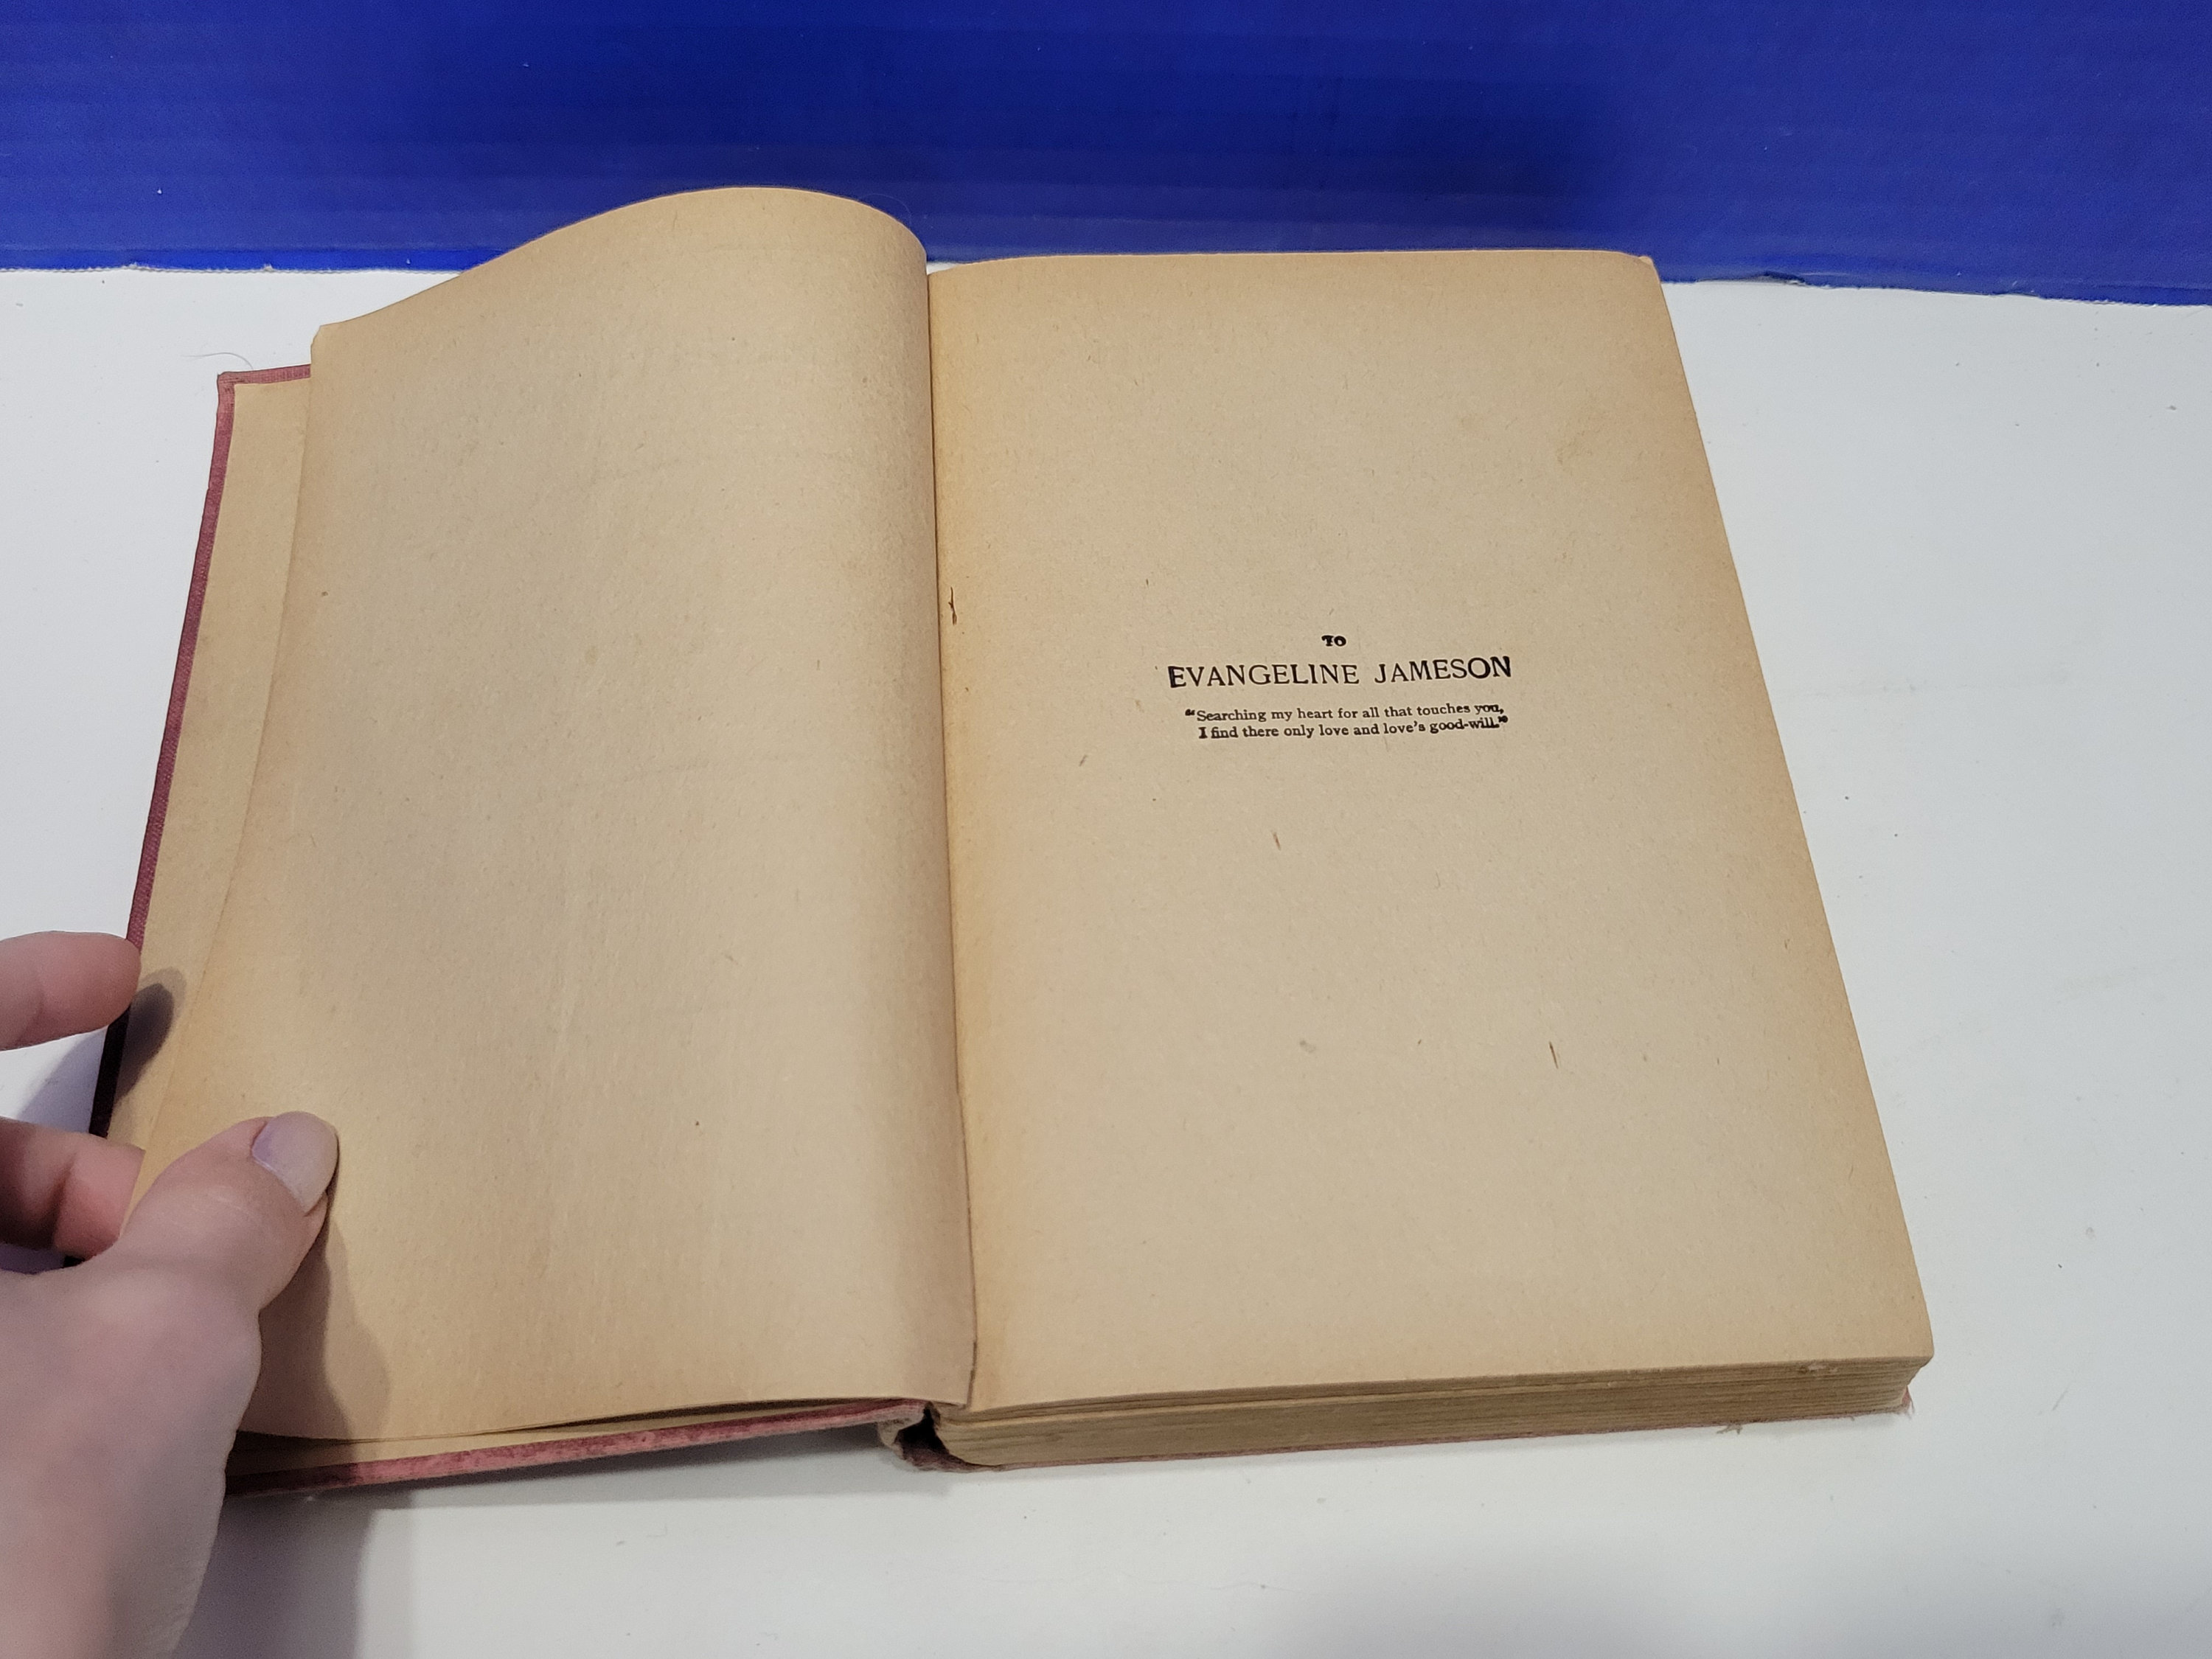 TO
EVANGELINE JAMESON
“Searching my heart for all that touches you,
I find there only love and love’s good-will.”